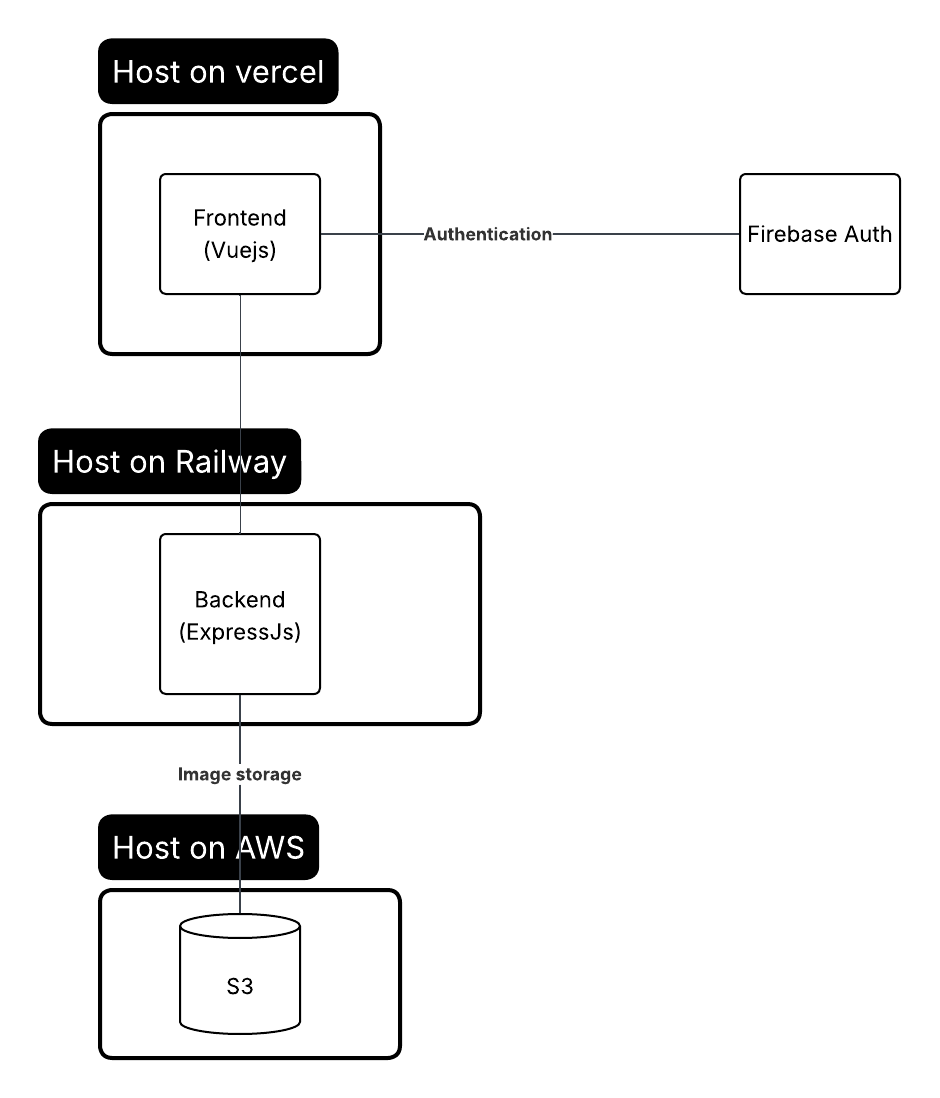 Host on vercel
Frontend
(Vuejs)
Authentication
Firebase Auth
Host on Railway
Backend
(ExpressJs)
Image storage
Host on AWS
S3